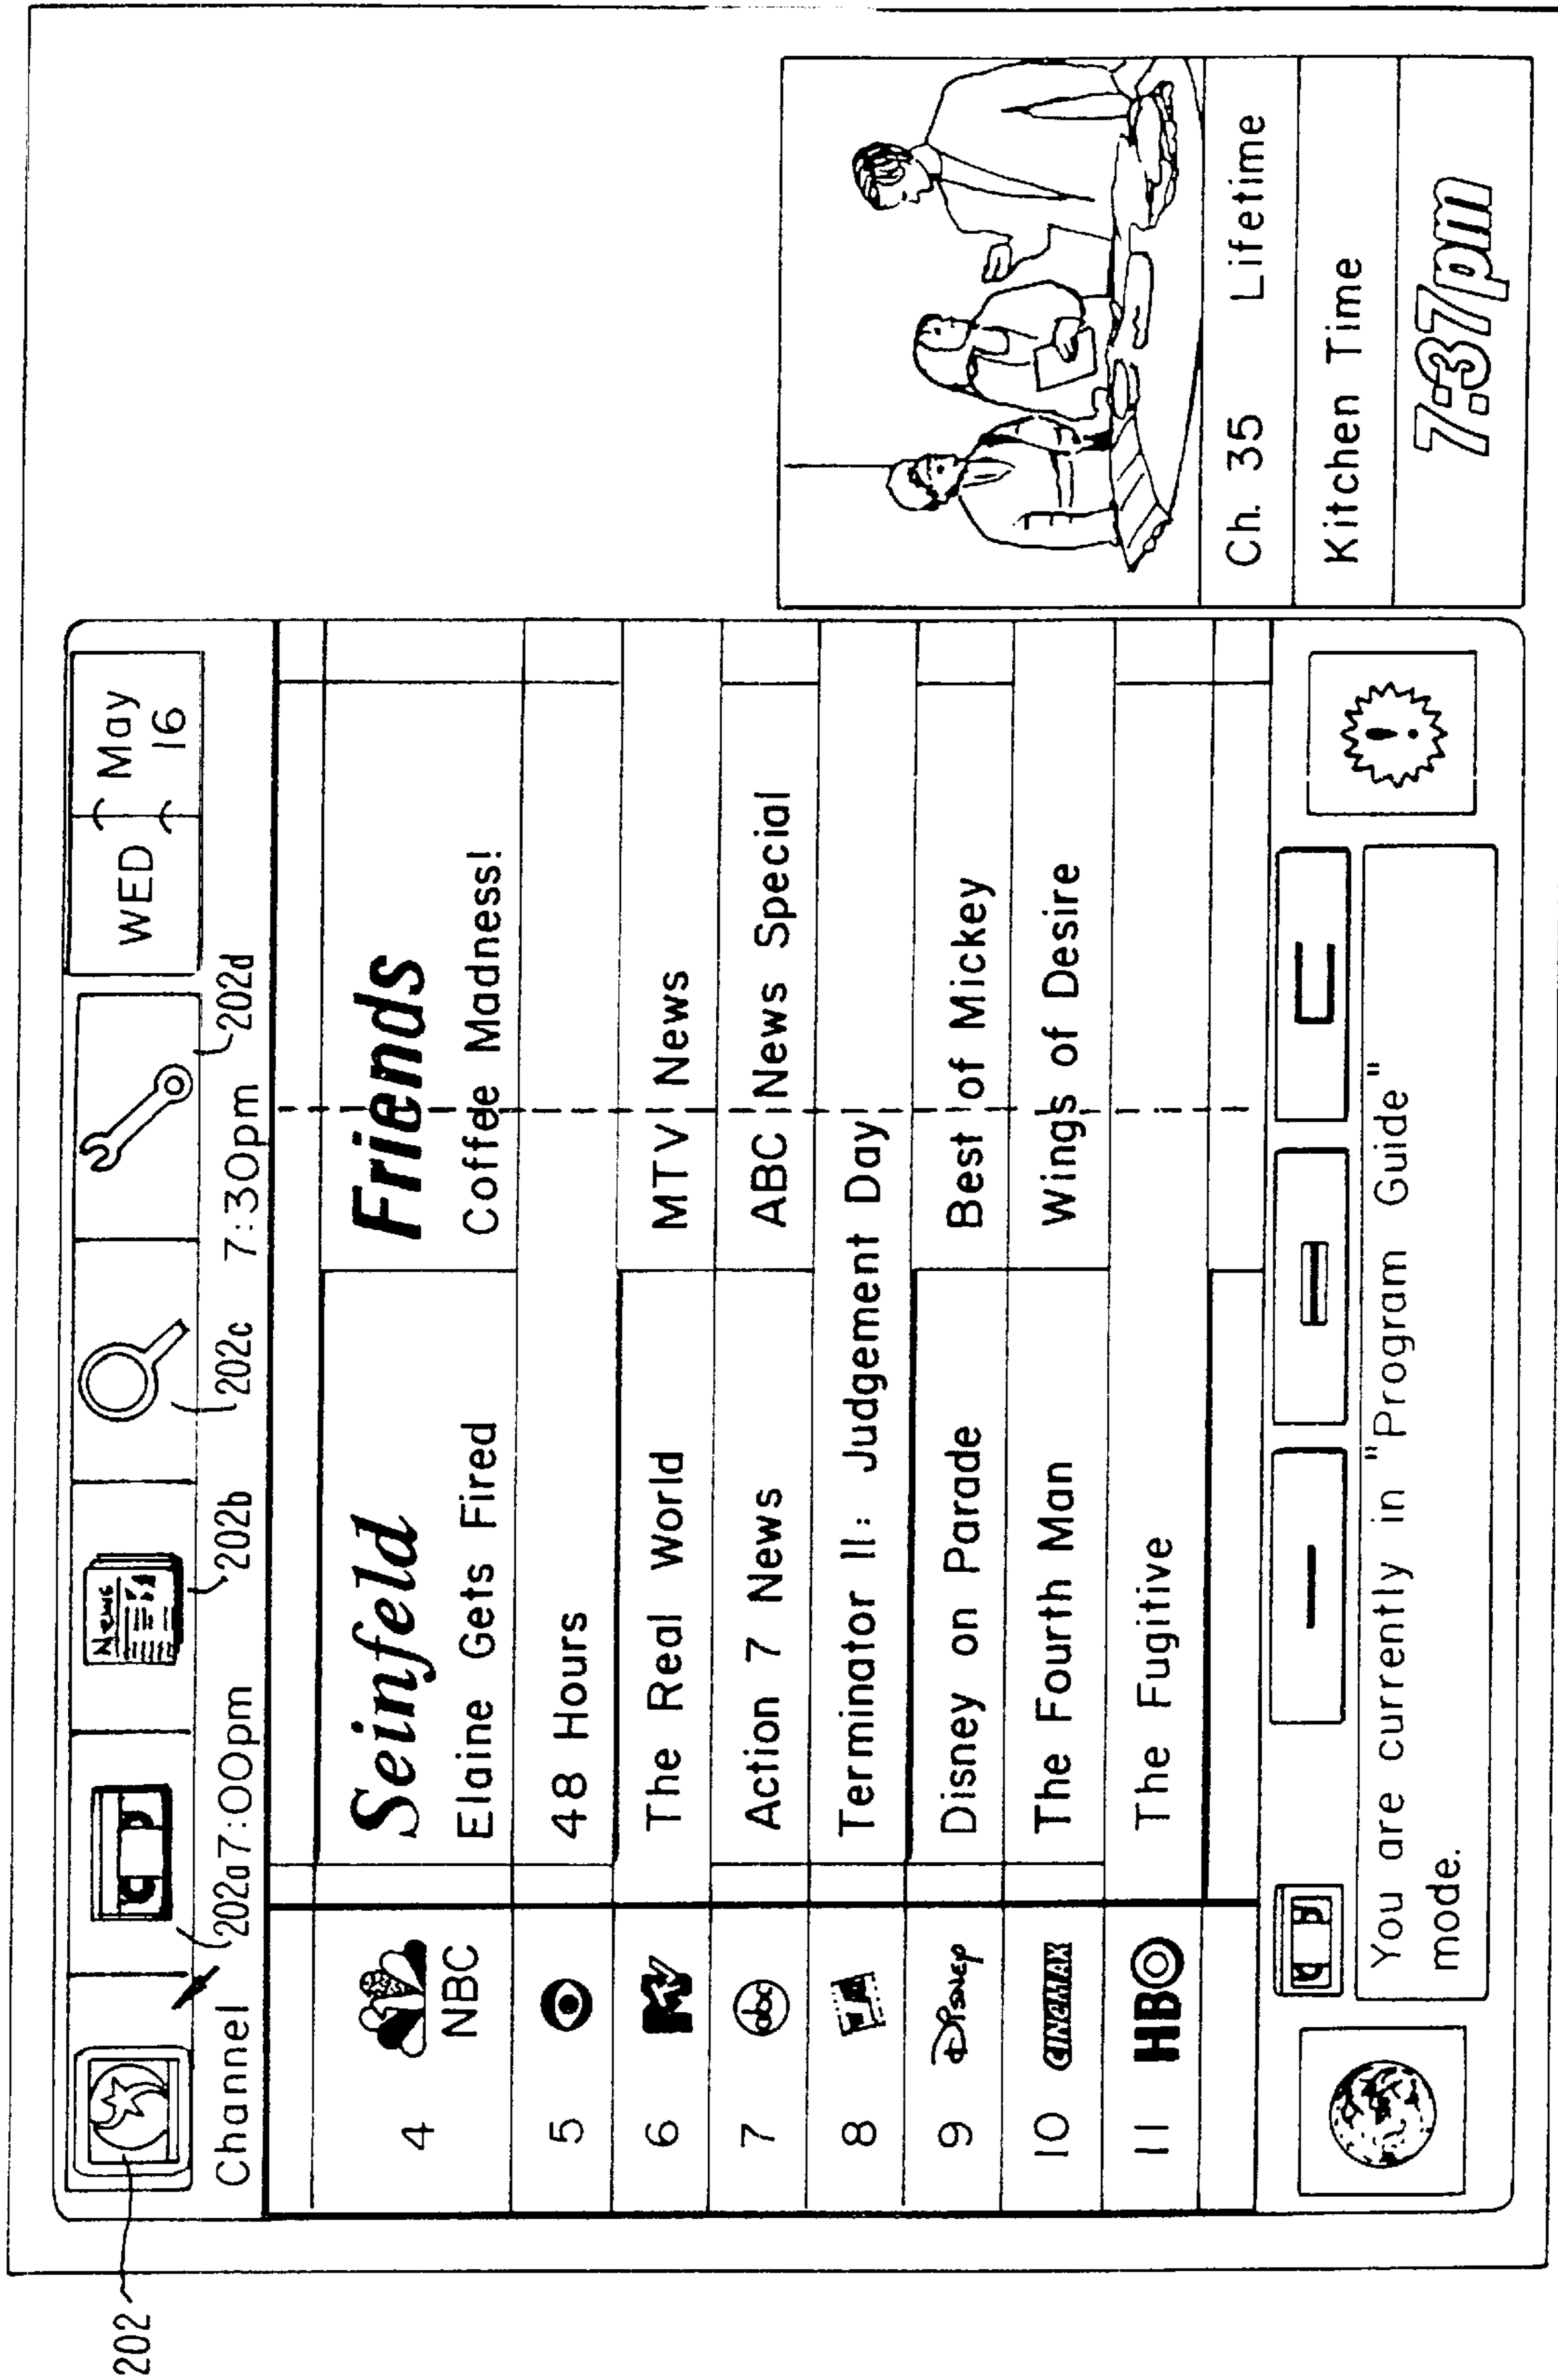 202
News
WED May
16
202a
202b
202c
202d
Channel 7:00pm 7:30pm
4 NBC Seinfeld Friends
Elaine Gets Fired Coffee Madness!
5 48 Hours
6 MTV The Real World MTV News
7 abc Action 7 News ABC News Special
8 Terminator II: Judgement Day
9 Disney Disney on Parade Best of Mickey
10 CINEMAX The Fourth Man Wings of Desire
11 HBO The Fugitive
!
You are currently in "Program Guide"
mode.
Ch. 35 Lifetime
Kitchen Time
7:37pm